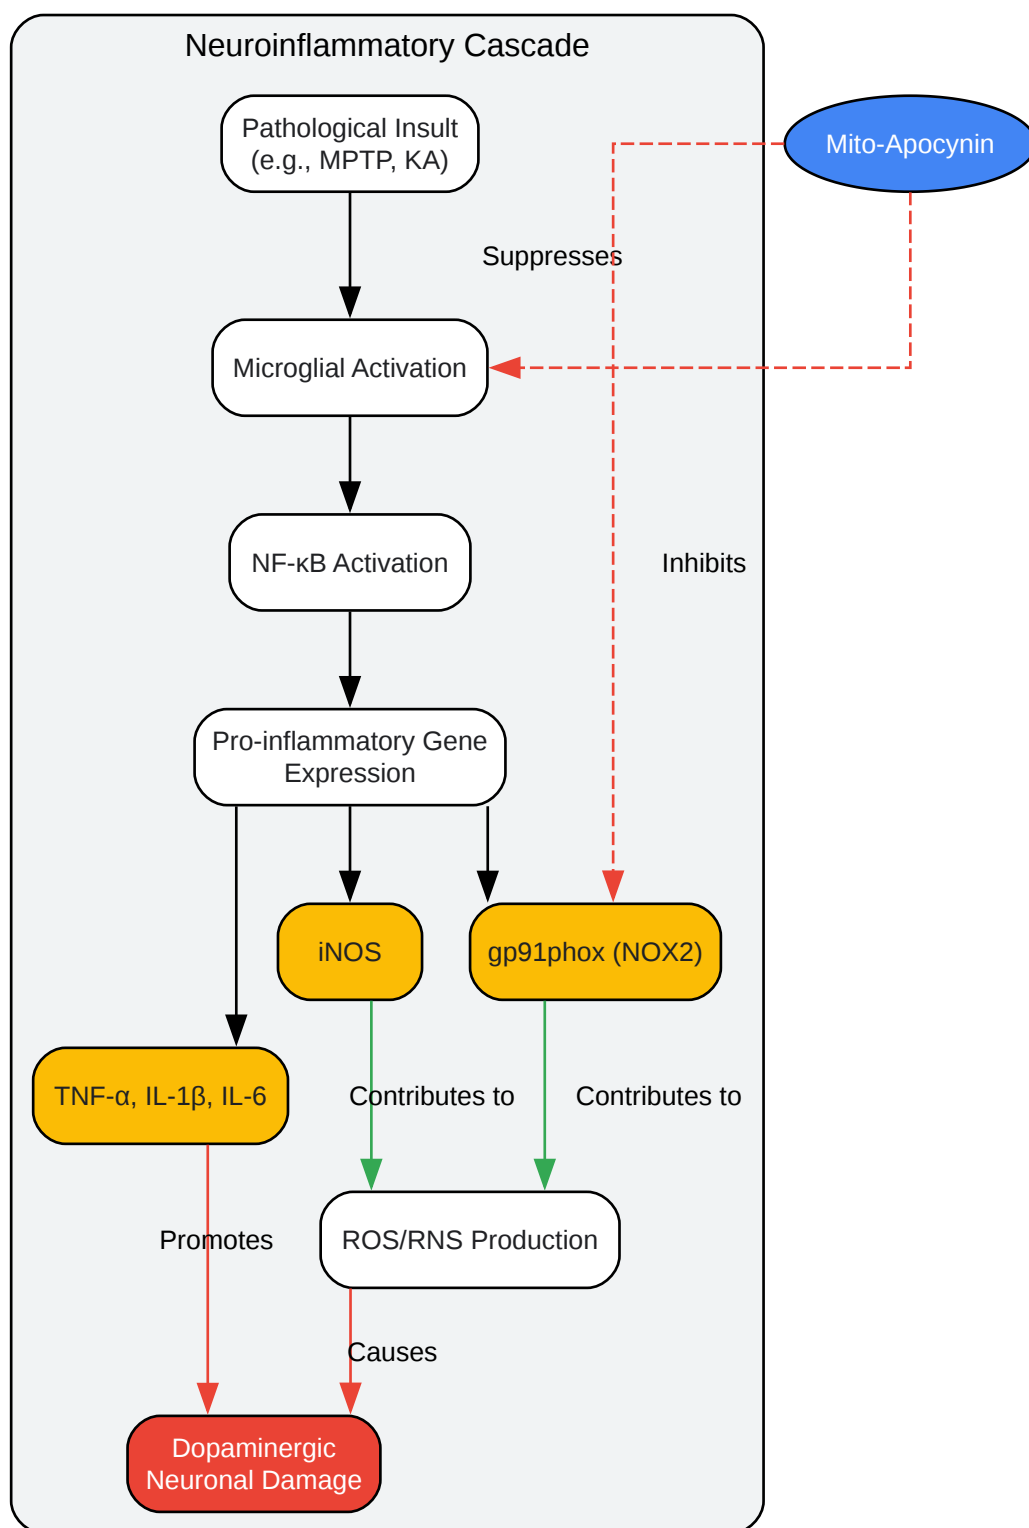 Neuroinflammatory Cascade
Pathological Insult
(e.g., MPTP, KA)
Mito-Apocynin
Suppresses
Microglial Activation
NF-κB Activation
Inhibits
Pro-inflammatory Gene
Expression
iNOS
gp91phox (NOX2)
TNF-α, IL-1β, IL-6
Contributes to
Contributes to
Promotes
ROS/RNS Production
Causes
Dopaminergic
Neuronal Damage